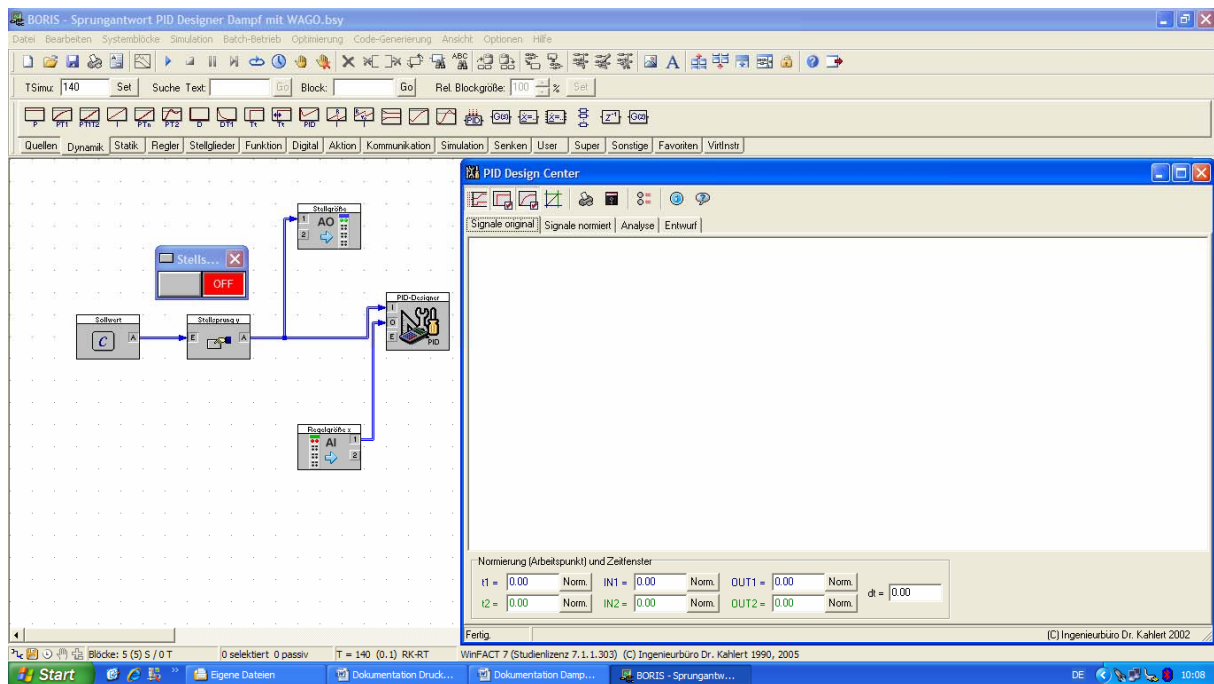 BORIS - Sprungantwort PID Designer Dampf mit WAGO.bsy
Datei Bearbeiten Systemblöcke Simulation Batch-Betrieb Optimierung Code-Generierung Ansicht Optionen Hilfe
TSimu: 140 Set Suche Text: Go Block: Go Rel. Blockgröße: 100 % Set
P PT1 PT1T2 I PTn PT2 D DT1 Tt Tt PID PID G(s) z⁻¹ G(z)
Quellen Dynamik Statik Regler Stellglieder Funktion Digital Aktion Kommunikation Simulation Senken User Super Sonstige Favoriten VirtInstr
PID Design Center
Signale original Signale normiert Analyse Entwurf
Stellgröße
1 AO
2
Stells...
OFF
PID-Designer
I
O
E
PID
Sollwert
C A
Stellsprung y
E A
Regelgröße x
AI 1
2
Normierung (Arbeitspunkt) und Zeitfenster
t1 = 0.00 Norm. IN1 = 0.00 Norm. OUT1 = 0.00 Norm.
dt = 0.00
t2 = 0.00 Norm. IN2 = 0.00 Norm. OUT2 = 0.00 Norm.
Fertig. (C) Ingenieurbüro Dr. Kahlert 2002
Blöcke: 5 (5) S / 0 T 0 selektiert 0 passiv T = 140 (0.1) RK-RT WinFACT 7 (Studienlizenz 7.1.1.303) (C) Ingenieurbüro Dr. Kahlert 1990, 2005
Start Eigene Dateien Dokumentation Druck... Dokumentation Damp... BORIS - Sprungantw... DE 10:08